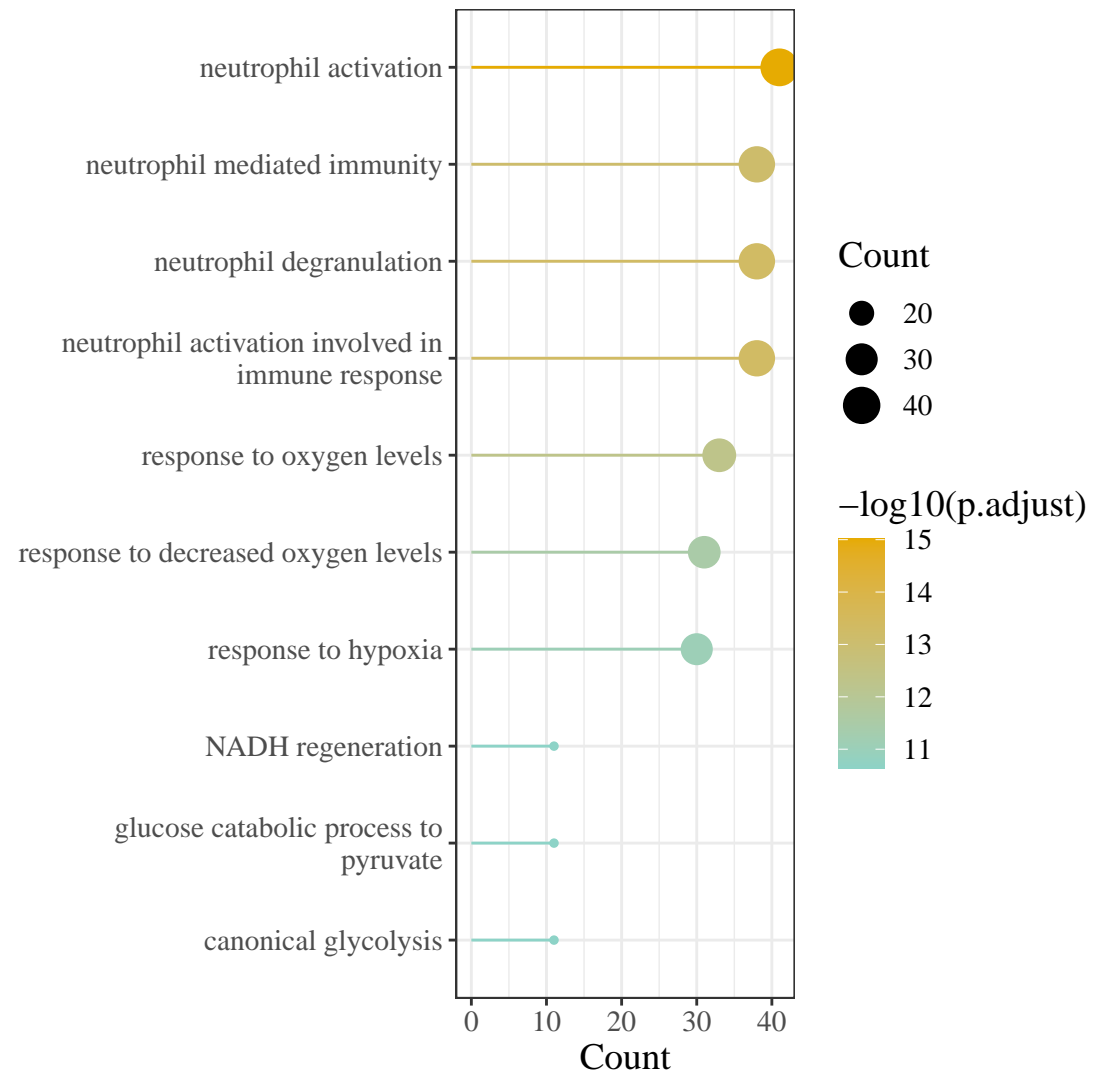 neutrophil activation
neutrophil mediated immunity
neutrophil degranulation
neutrophil activation involved in
immune response
response to oxygen levels
response to decreased oxygen levels
response to hypoxia
NADH regeneration
glucose catabolic process to
pyruvate
canonical glycolysis
0 10 20 30 40
Count
Count
20
30
40
−log10(p.adjust)
15
14
13
12
11